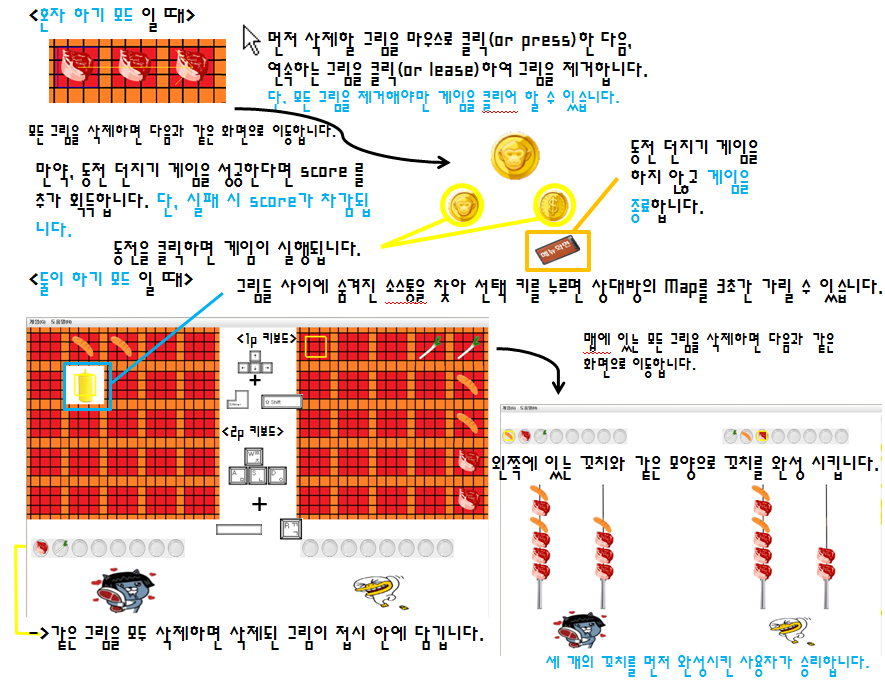 <혼자 하기 모드 일 때>
먼저 삭제할 그림을 마우스로 클릭(or press)한 다음,
연속하는 그림을 클릭(or lease)하여 그림을 제거합니다.
단, 모든 그림을 제거해야만 게임을 클리어 할 수 있습니다.
모든 그림을 삭제하면 다음과 같은 화면으로 이동합니다.
만약, 동전 던지기 게임을 성공한다면 score 를
추가 획득합니다. 단, 실패 시 score가 차감됩
니다.
동전을 클릭하면 게임이 실행됩니다.
동전 던지기 게임을
하지 않고 게임을
종료합니다.
메뉴화면
<둘이 하기 모드 일 때>
그림들 사이에 숨겨진 소스통을 찾아 선택 키를 누르면 상대방의 Map를 3초간 가릴 수 있습니다.
게임(G) 도움말(H)
<1p 키보드>
+
Enter
⇧ Shift
<2p 키보드>
W
A S D
+
R
맵에 있는 모든 그림을 삭제하면 다음과 같은
화면으로 이동합니다.
게임(G) 도움말(H)
왼쪽에 있는 꼬치와 같은 모양으로 꼬치를 완성 시킵니다.
->같은 그림을 모두 삭제하면 삭제된 그림이 접시 안에 담깁니다.
세 개의 꼬치를 먼저 완성시킨 사용자가 승리합니다.